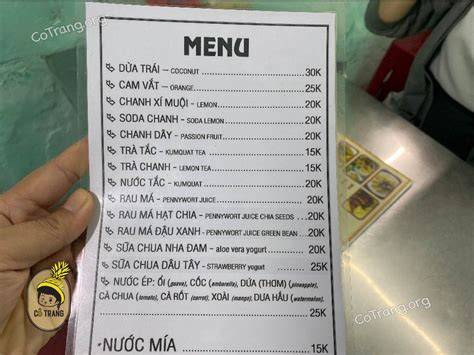 CoTrang.org
MENU
DỪA TRÁI – COCONUT 30K
CAM VẮT – ORANGE 25K
CHANH XÍ MUỘI – LEMON 20K
SODA CHANH – SODA LEMON 20K
CHANH DÂY – PASSION FRUIT 20K
TRÀ TẮC – KUMQUAT TEA 15K
TRÀ CHANH – LEMON TEA 15K
NƯỚC TẮC – KUMQUAT 20K
RAU MÁ – PENNYWORT JUICE 20K
RAU MÁ HẠT CHIA – PENNYWORT JUICE CHIA SEEDS 20K
RAU MÁ ĐẬU XANH – PENNYWORT JUICE GREEN BEAN 20K
SỮA CHUA NHA ĐAM – aloe vera yogurt 20K
SỮA CHUA DÂU TÂY – STRAWBERRY yogurt 25K
NƯỚC ÉP: ỔI (guava), CỐC (ambarella), DỨA (THƠM) (pineapple),
CÀ CHUA (tomato), CÀ RỐT (carrot), XOÀI (mango), DƯA HẤU (watermelon).
25K
NƯỚC MÍA 15K
CÔ TRANG
CoTrang.org